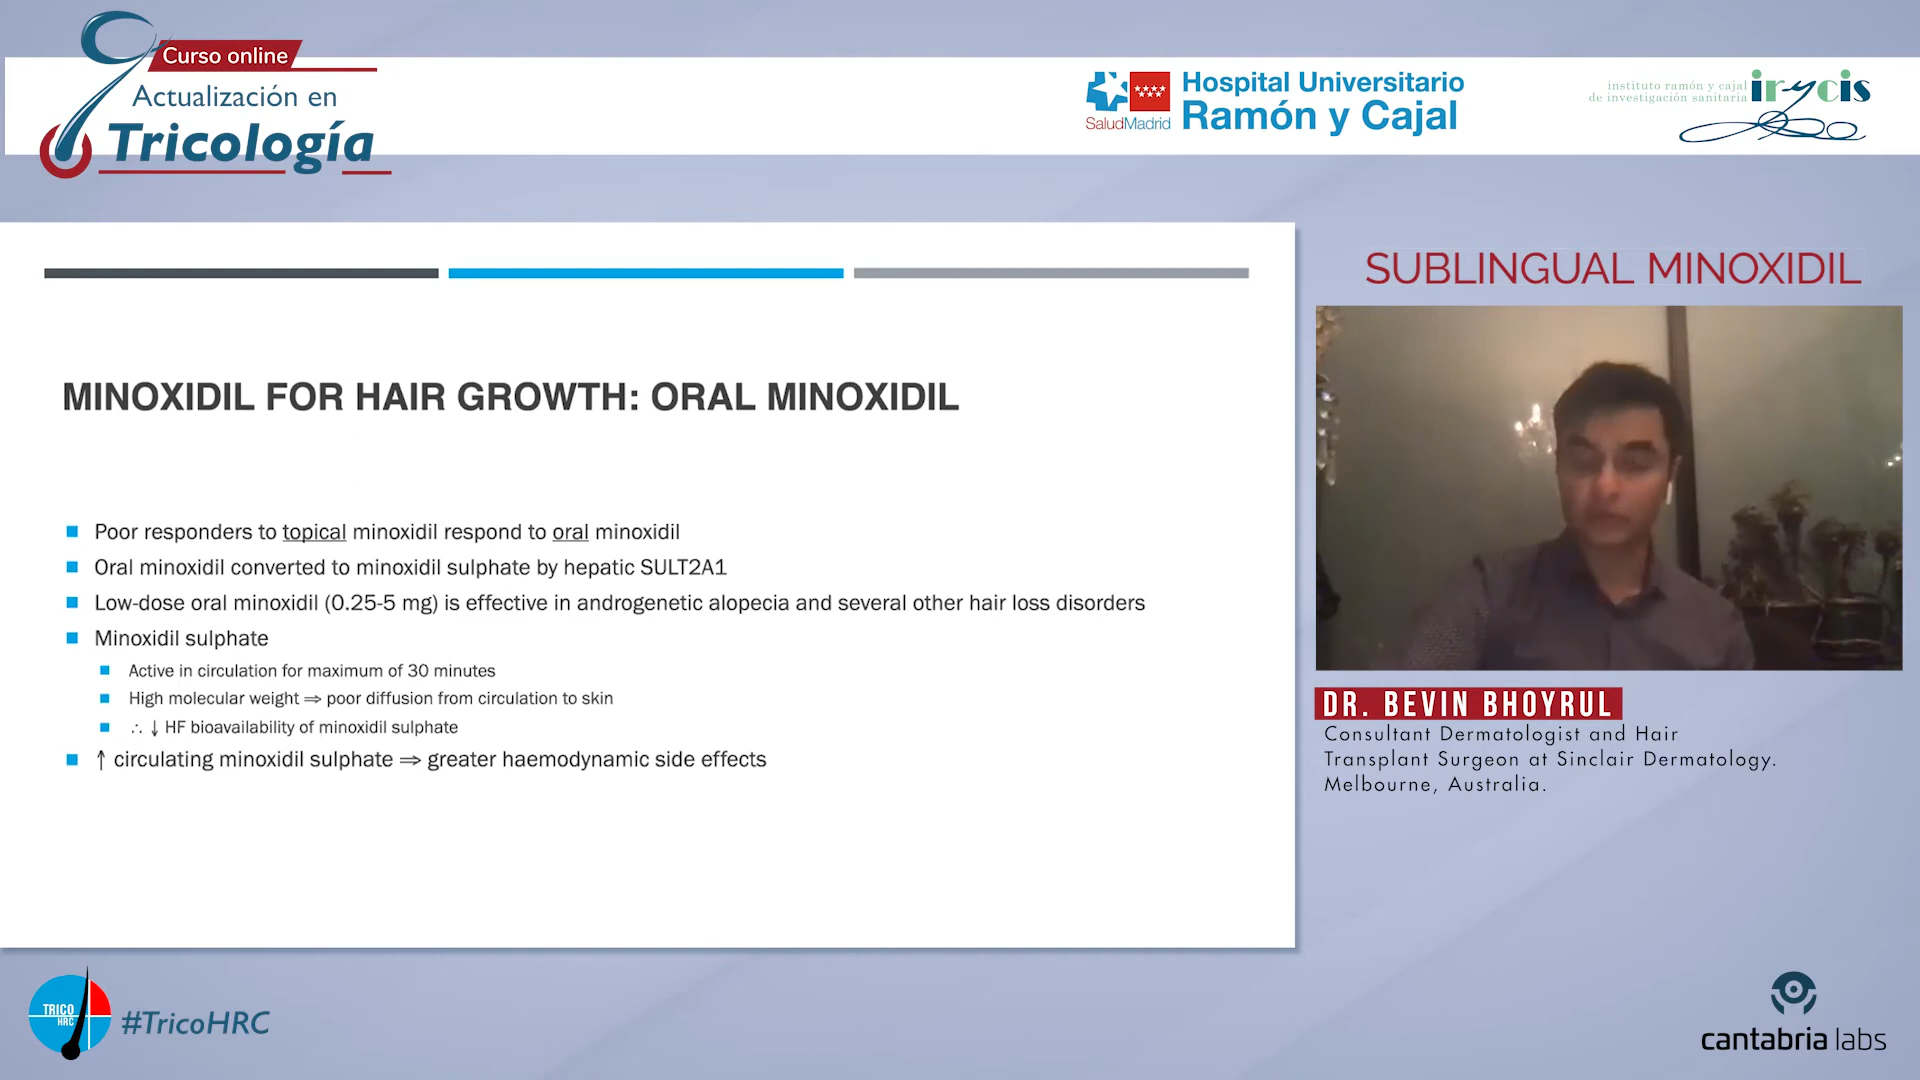 Curso online
Actualización en
Tricología
SaludMadrid
Hospital Universitario
Ramón y Cajal
instituto ramón y cajal
de investigación sanitaria
irycis
MINOXIDIL FOR HAIR GROWTH: ORAL MINOXIDIL
Poor responders to topical minoxidil respond to oral minoxidil
Oral minoxidil converted to minoxidil sulphate by hepatic SULT2A1
Low-dose oral minoxidil (0.25-5 mg) is effective in androgenetic alopecia and several other hair loss disorders
Minoxidil sulphate
Active in circulation for maximum of 30 minutes
High molecular weight ⇒ poor diffusion from circulation to skin
∴ ↓ HF bioavailability of minoxidil sulphate
↑ circulating minoxidil sulphate ⇒ greater haemodynamic side effects
SUBLINGUAL MINOXIDIL
DR. BEVIN BHOYRUL
Consultant Dermatologist and Hair
Transplant Surgeon at Sinclair Dermatology.
Melbourne, Australia.
TRICO
HRC
#TricoHRC
cantabria labs